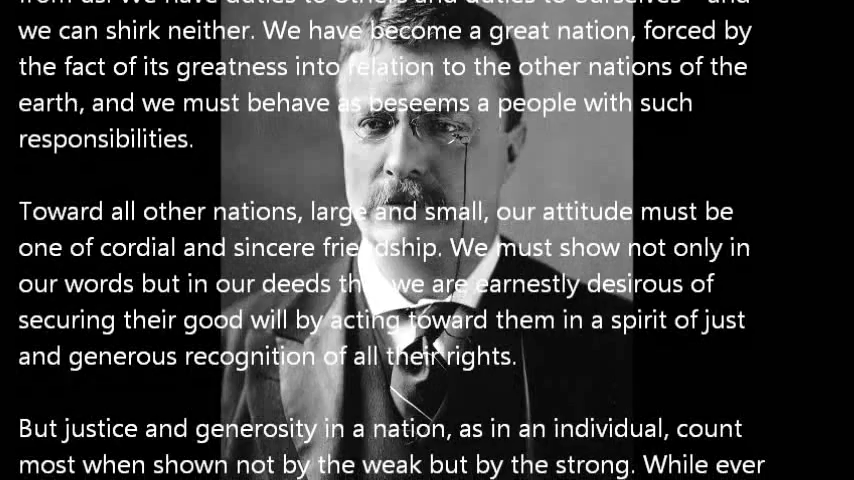 from us. We have duties to others and duties to ourselves—and
we can shirk neither. We have become a great nation, forced by
the fact of its greatness into relation to the other nations of the
earth, and we must behave as beseems a people with such
responsibilities.
Toward all other nations, large and small, our attitude must be
one of cordial and sincere friendship. We must show not only in
our words but in our deeds that we are earnestly desirous of
securing their good will by acting toward them in a spirit of just
and generous recognition of all their rights.
But justice and generosity in a nation, as in an individual, count
most when shown not by the weak but by the strong. While ever